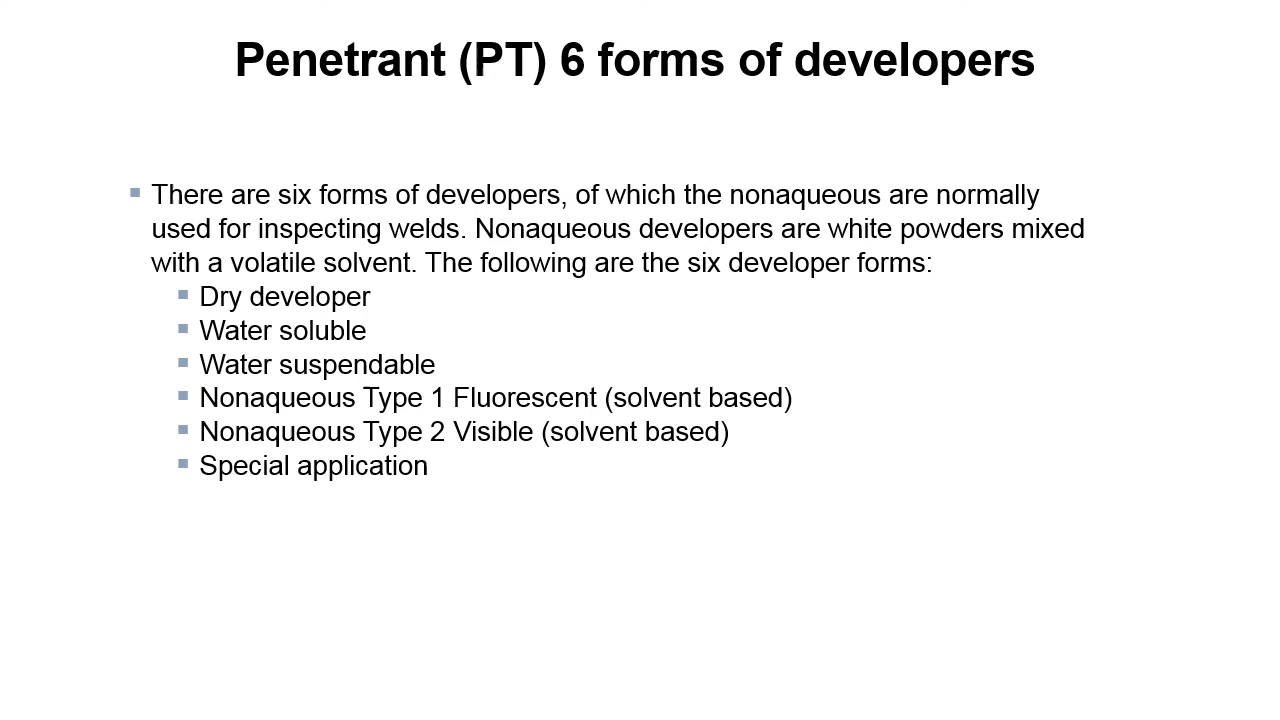 Penetrant (PT) 6 forms of developers
There are six forms of developers, of which the nonaqueous are normally
used for inspecting welds. Nonaqueous developers are white powders mixed
with a volatile solvent. The following are the six developer forms:
Dry developer
Water soluble
Water suspendable
Nonaqueous Type 1 Fluorescent (solvent based)
Nonaqueous Type 2 Visible (solvent based)
Special application